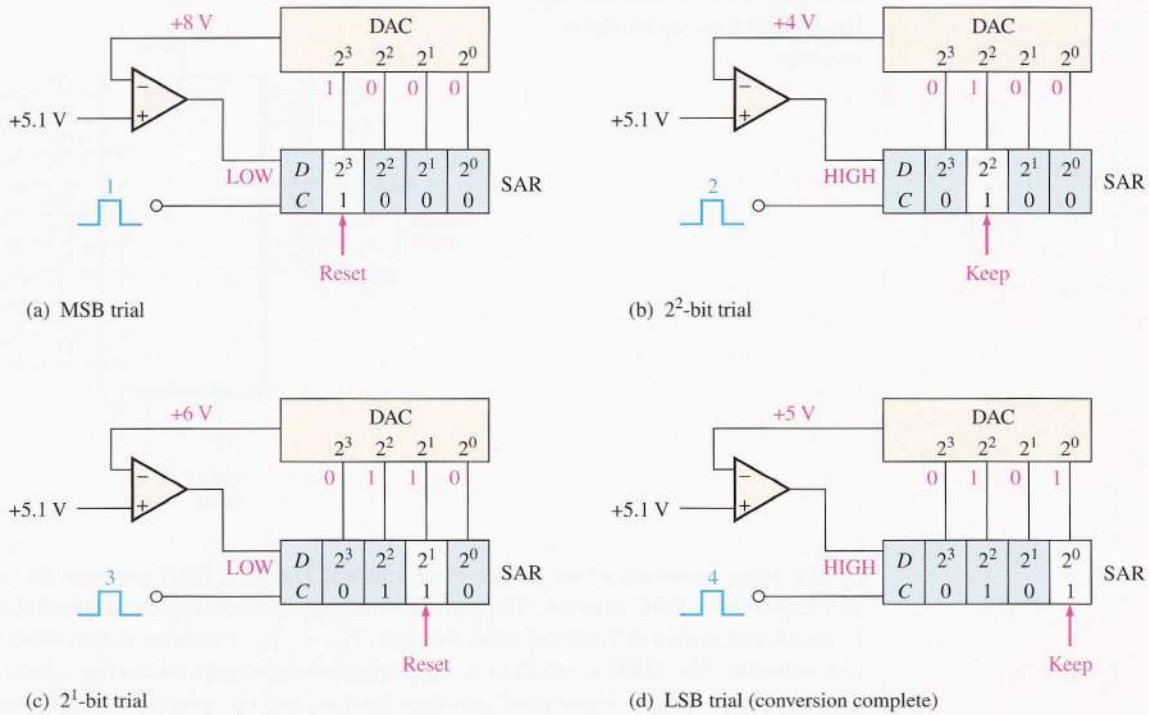 +8 V
DAC
2³ 2² 2¹ 2⁰
1 0 0 0
−
+
+5.1 V
LOW
D 2³ 2² 2¹ 2⁰
SAR
1
C 1 0 0 0
Reset
(a) MSB trial
+4 V
DAC
2³ 2² 2¹ 2⁰
0 1 0 0
−
+
+5.1 V
HIGH
D 2³ 2² 2¹ 2⁰
SAR
2
C 0 1 0 0
Keep
(b) 2²-bit trial
+6 V
DAC
2³ 2² 2¹ 2⁰
0 1 1 0
−
+
+5.1 V
LOW
D 2³ 2² 2¹ 2⁰
SAR
3
C 0 1 1 0
Reset
(c) 2¹-bit trial
+5 V
DAC
2³ 2² 2¹ 2⁰
0 1 0 1
−
+
+5.1 V
HIGH
D 2³ 2² 2¹ 2⁰
SAR
4
C 0 1 0 1
Keep
(d) LSB trial (conversion complete)